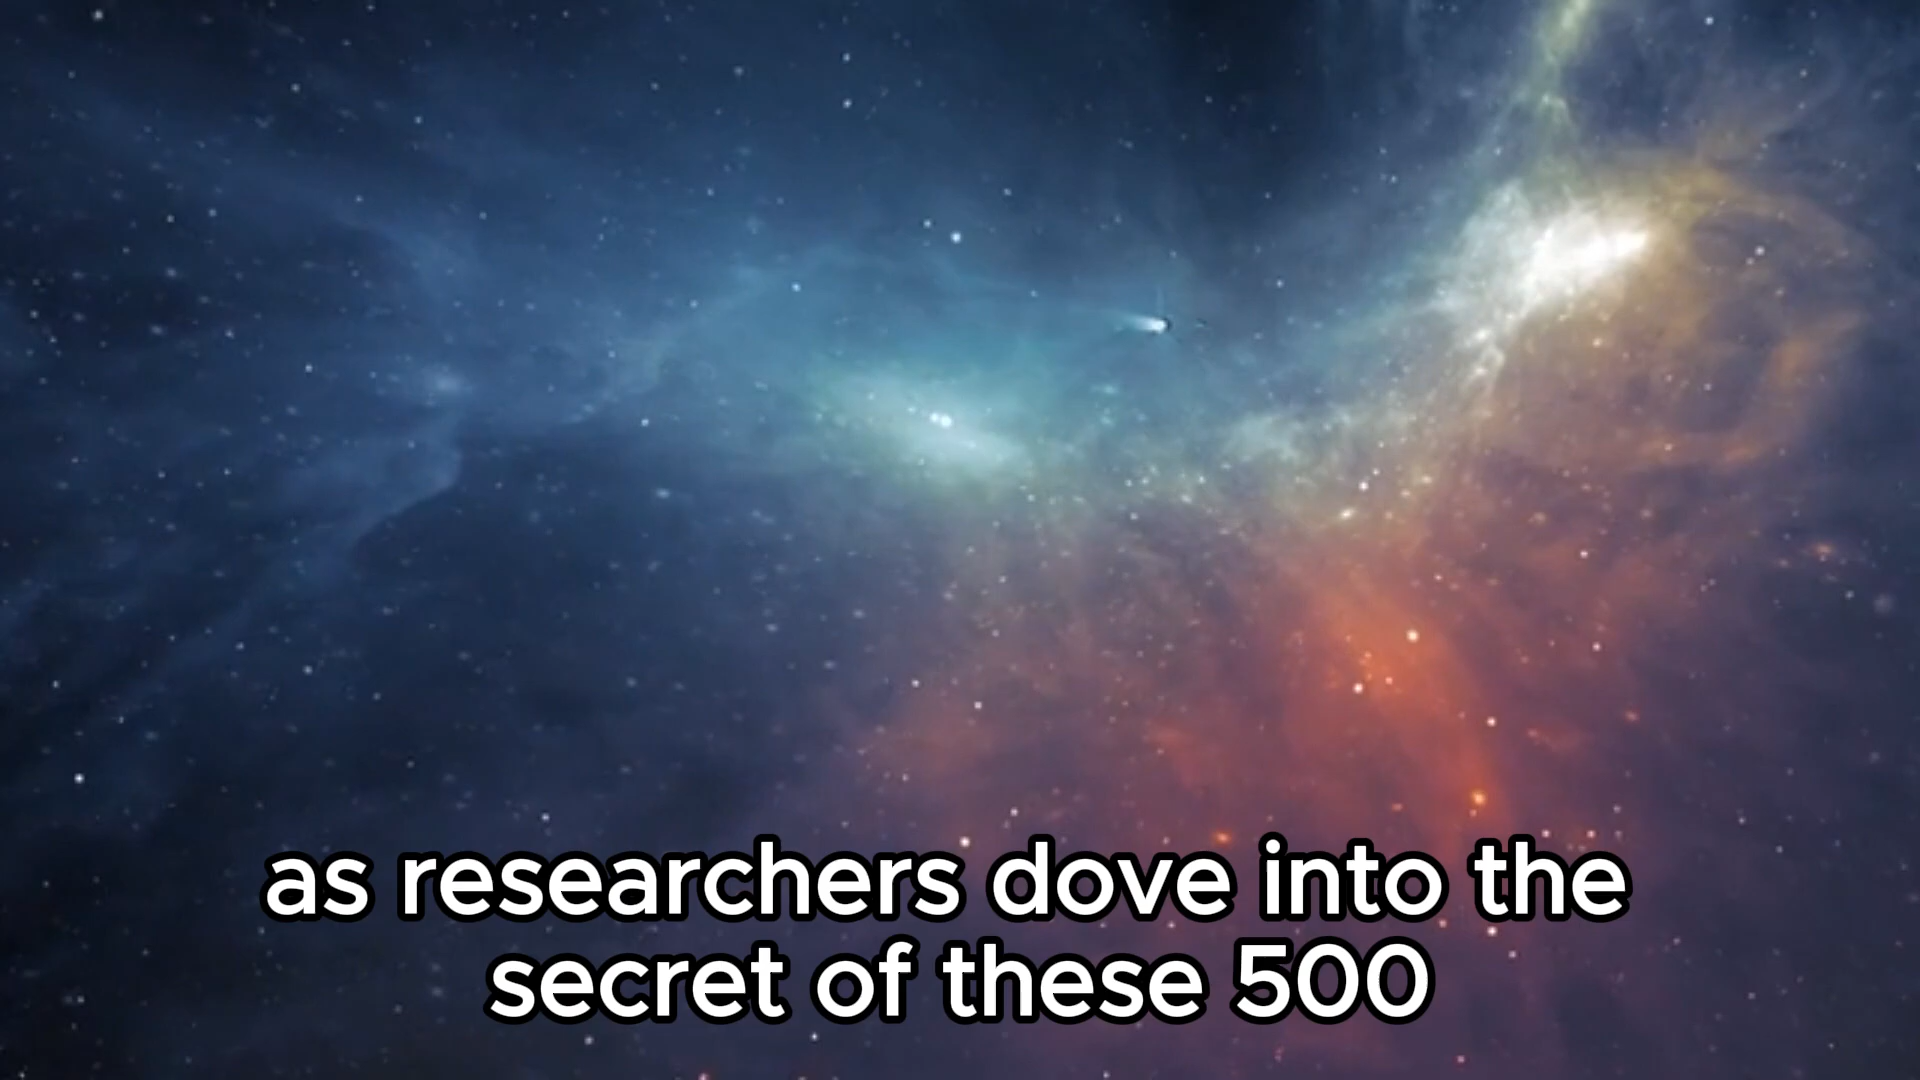 as researchers dove into the
secret of these 500